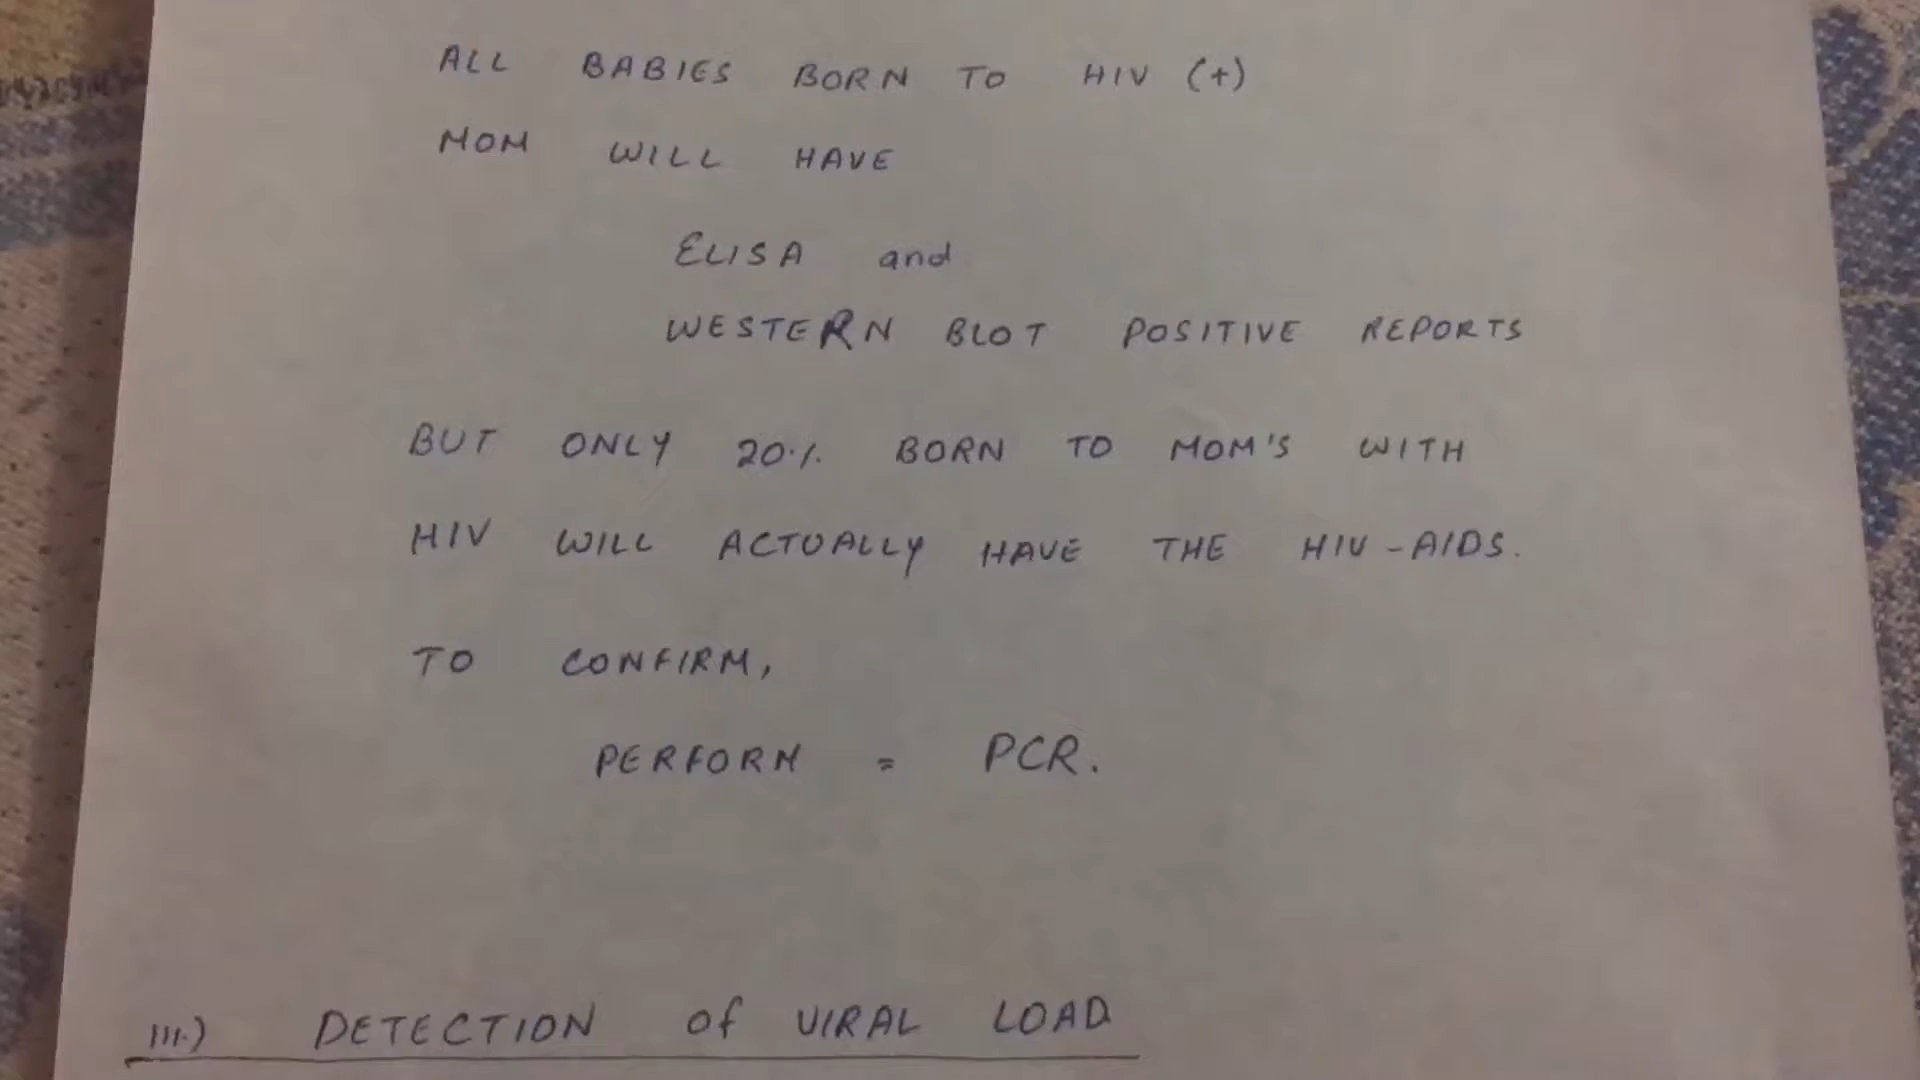 ALL BABIES BORN TO HIV (+)
MOM WILL HAVE
ELISA and
WESTERN BLOT POSITIVE REPORTS
BUT ONLY 20% BORN TO MOM'S WITH
HIV WILL ACTUALLY HAVE THE HIV-AIDS.
TO CONFIRM,
PERFORM = PCR.
III.) DETECTION of VIRAL LOAD